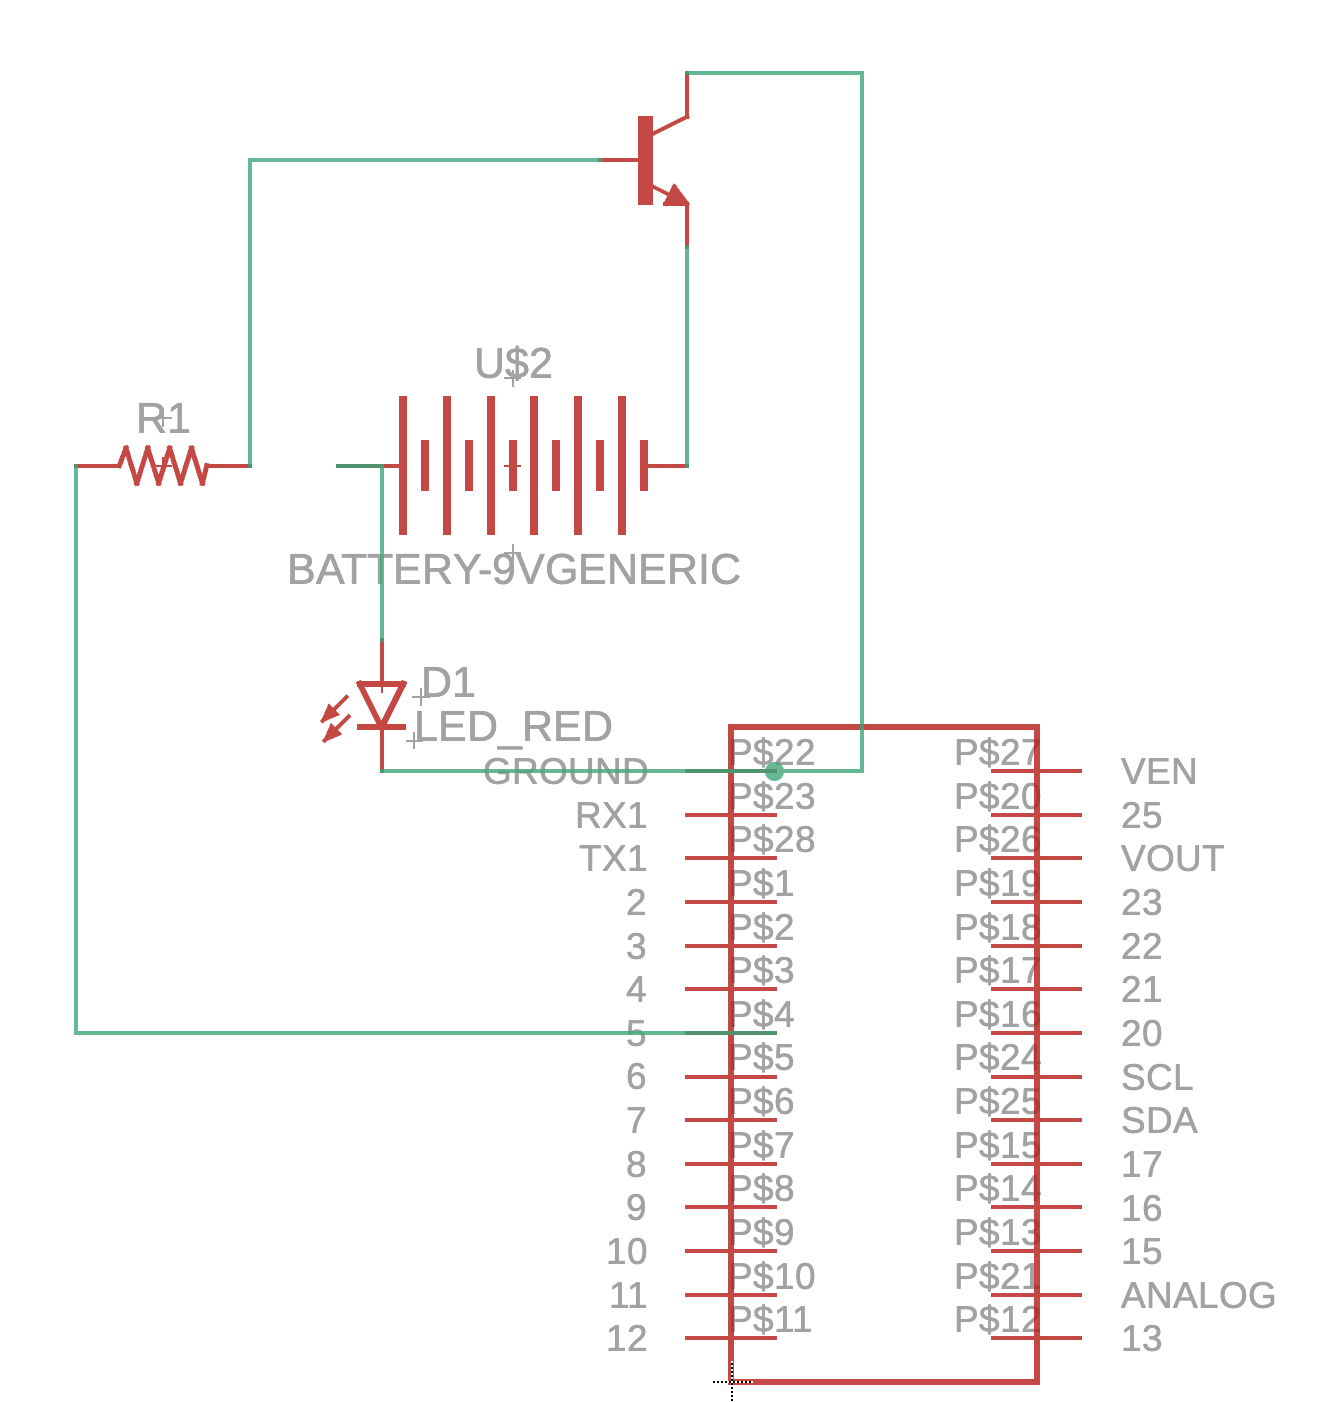 U$2
R1
BATTERY-9VGENERIC
D1
LED_RED
P$22 P$27
GROUND VEN
P$23 P$20
RX1 25
P$28 P$26
TX1 VOUT
P$1 P$19
2 23
P$2 P$18
3 22
P$3 P$17
4 21
P$4 P$16
5 20
P$5 P$24
6 SCL
P$6 P$25
7 SDA
P$7 P$15
8 17
P$8 P$14
9 16
P$9 P$13
10 15
P$10 P$21
11 ANALOG
P$11 P$12
12 13